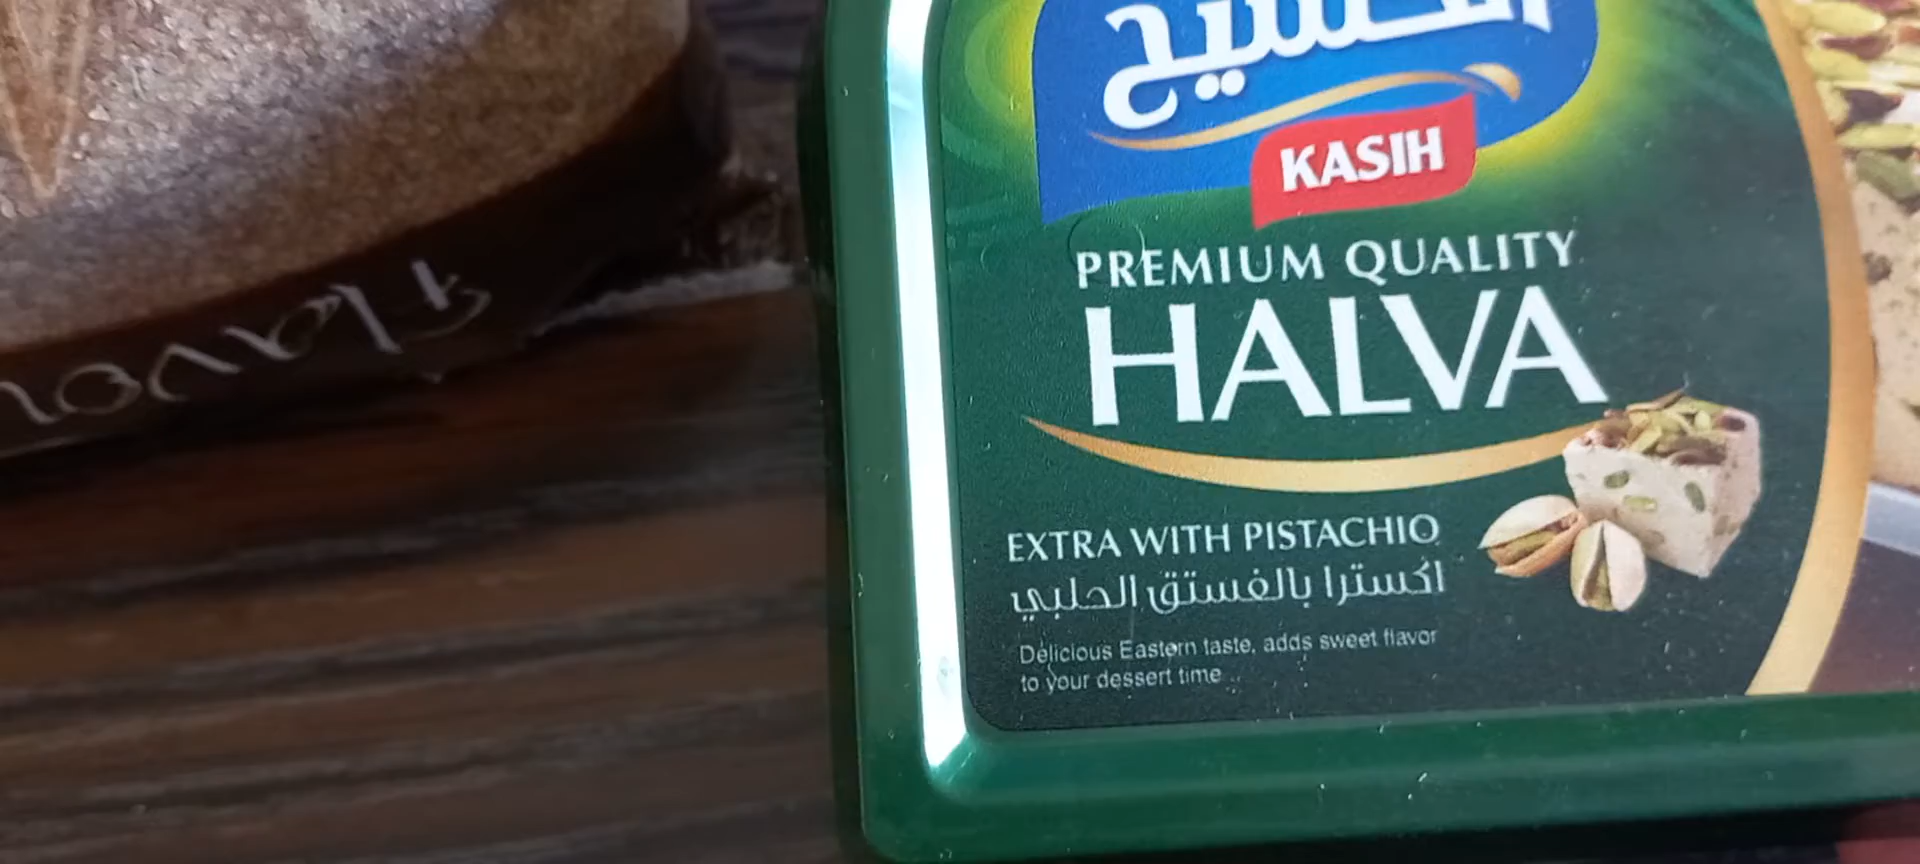 الكسيح
KASIH
PREMIUM QUALITY
HALVA
EXTRA WITH PISTACHIO
اكسترا بالفستق الحلبي
Delicious Eastern taste, adds sweet flavor
to your dessert time